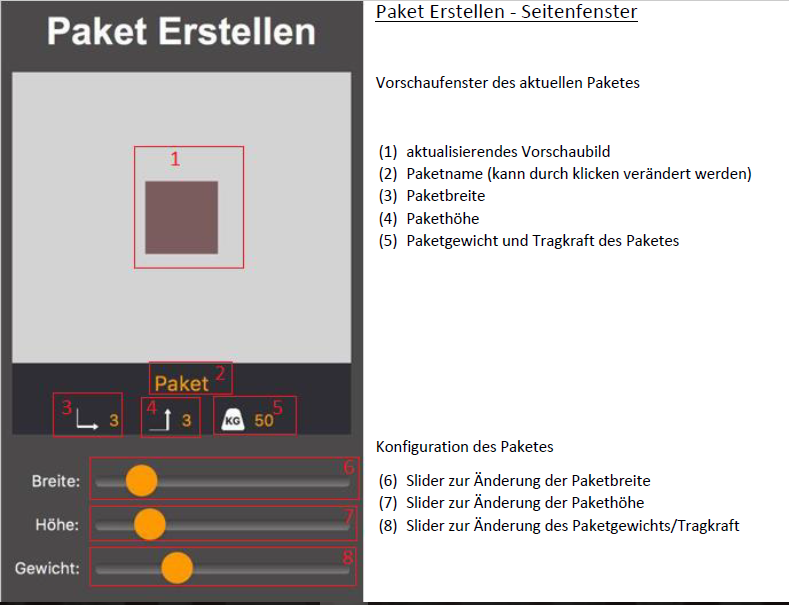 Paket Erstellen
1
Paket 2
3 3
4 3
KG 50 5
Breite: 6
Höhe: 7
Gewicht: 8
Paket Erstellen - Seitenfenster
Vorschaufenster des aktuellen Paketes
(1) aktualisierendes Vorschaubild
(2) Paketname (kann durch klicken verändert werden)
(3) Paketbreite
(4) Pakethöhe
(5) Paketgewicht und Tragkraft des Paketes
Konfiguration des Paketes
(6) Slider zur Änderung der Paketbreite
(7) Slider zur Änderung der Pakethöhe
(8) Slider zur Änderung des Paketgewichts/Tragkraft